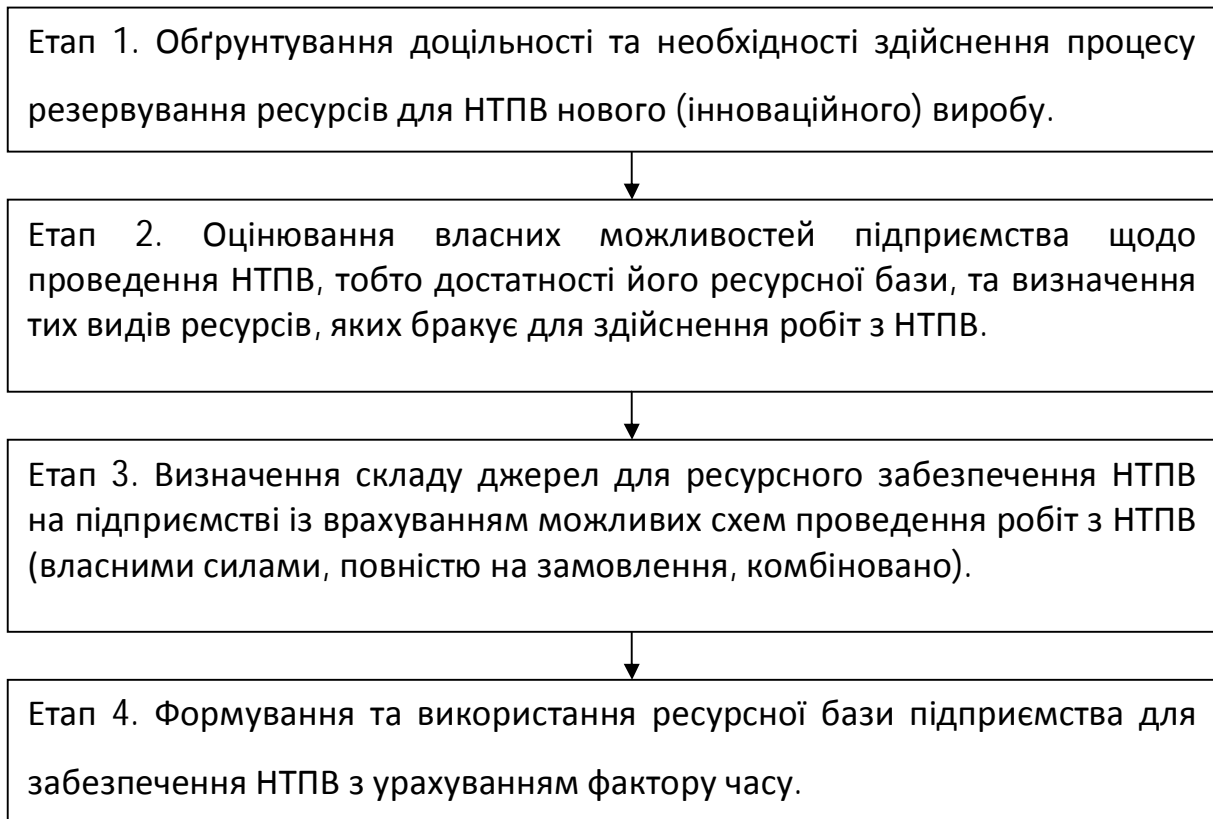 Етап 1. Обґрунтування доцільності та необхідності здійснення процесу
резервування ресурсів для НТПВ нового (інноваційного) виробу.
Етап 2. Оцінювання власних можливостей підприємства щодо
проведення НТПВ, тобто достатності його ресурсної бази, та визначення
тих видів ресурсів, яких бракує для здійснення робіт з НТПВ.
Етап 3. Визначення складу джерел для ресурсного забезпечення НТПВ
на підприємстві із врахуванням можливих схем проведення робіт з НТПВ
(власними силами, повністю на замовлення, комбіновано).
Етап 4. Формування та використання ресурсної бази підприємства для
забезпечення НТПВ з урахуванням фактору часу.